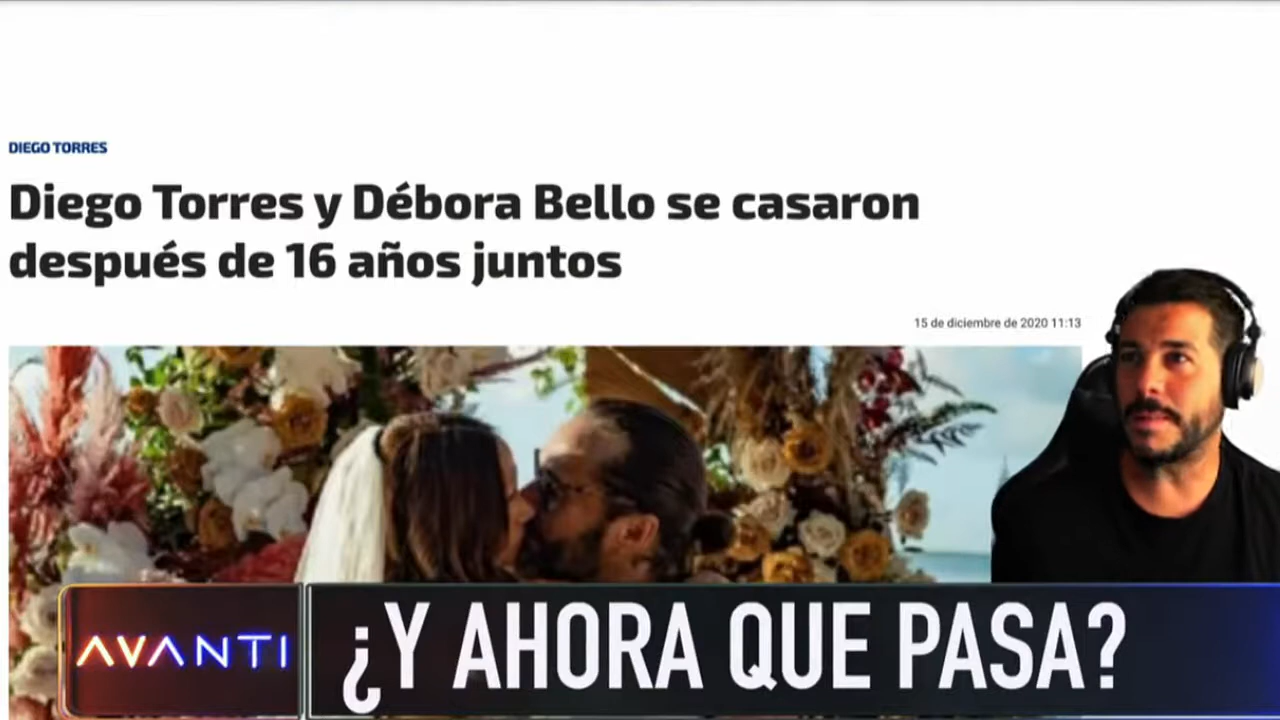 DIEGO TORRES
Diego Torres y Débora Bello se casaron
después de 16 años juntos
15 de diciembre de 2020 11:13
AVANTI
¿Y AHORA QUE PASA?